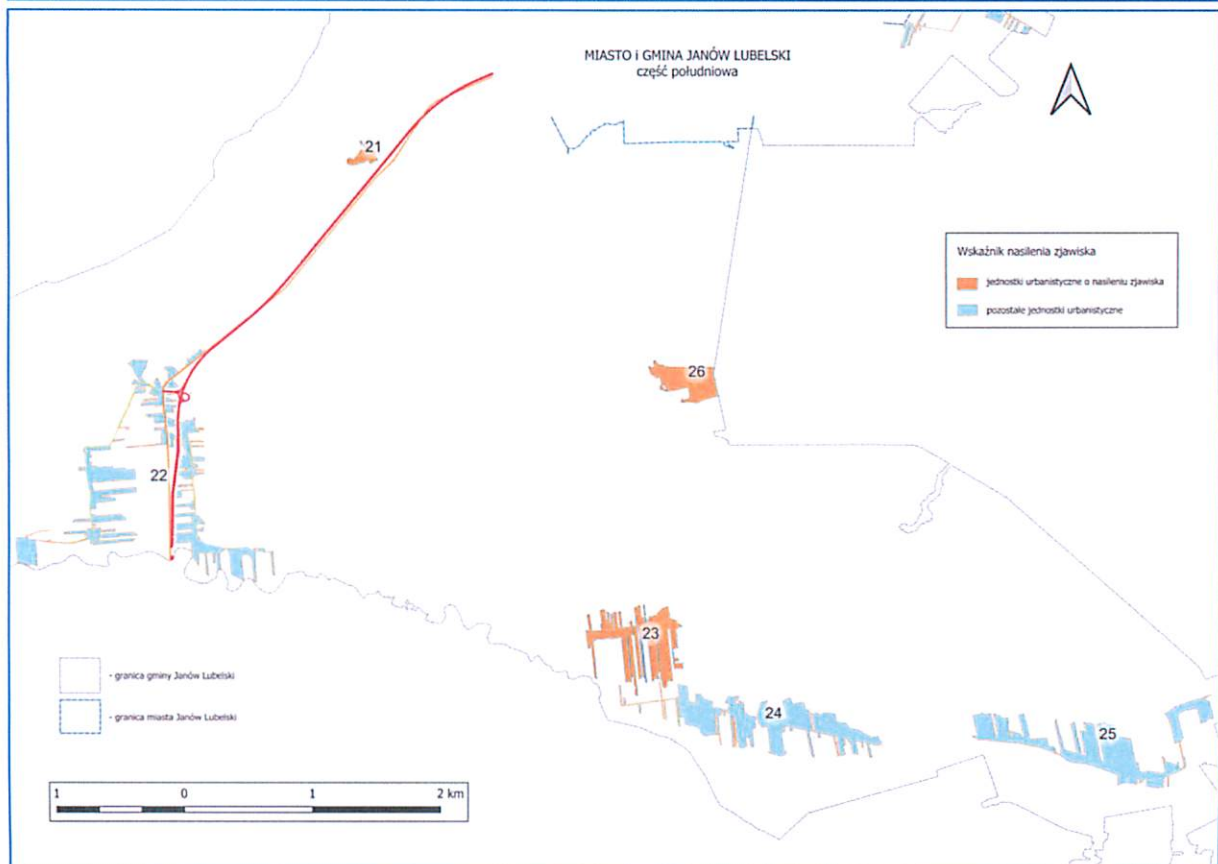 MIASTO i GMINA JANÓW LUBELSKI
część południowa
21
Wskaźnik nasilenia zjawiska
jednostki urbanistyczne o nasileniu zjawiska
pozostałe jednostki urbanistyczne
26
22
23
- granica gminy Janów Lubelski
- granica miasta Janów Lubelski
24
25
1 0 1 2 km